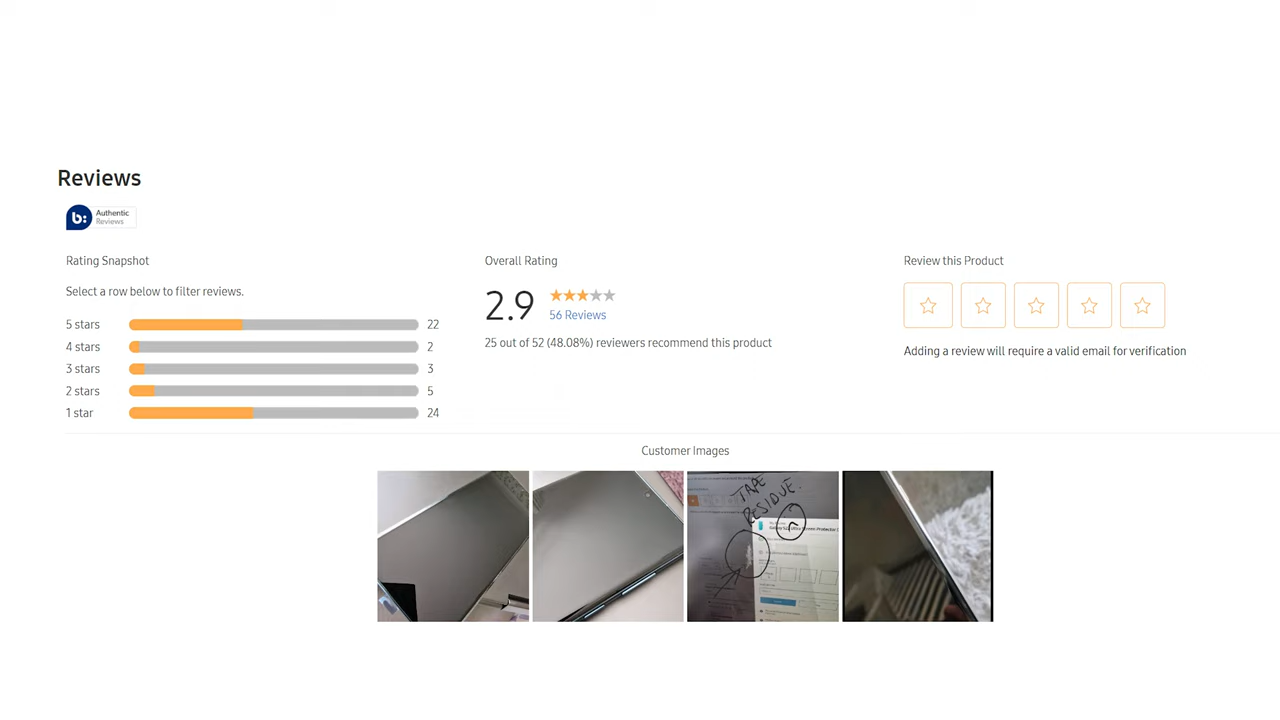 Reviews
b:
Authentic
Reviews
Rating Snapshot
Select a row below to filter reviews.
5 stars 22
4 stars 2
3 stars 3
2 stars 5
1 star 24
Overall Rating
2.9
56 Reviews
25 out of 52 (48.08%) reviewers recommend this product
Review this Product
Adding a review will require a valid email for verification
Customer Images
TAPE
RESIDUE.